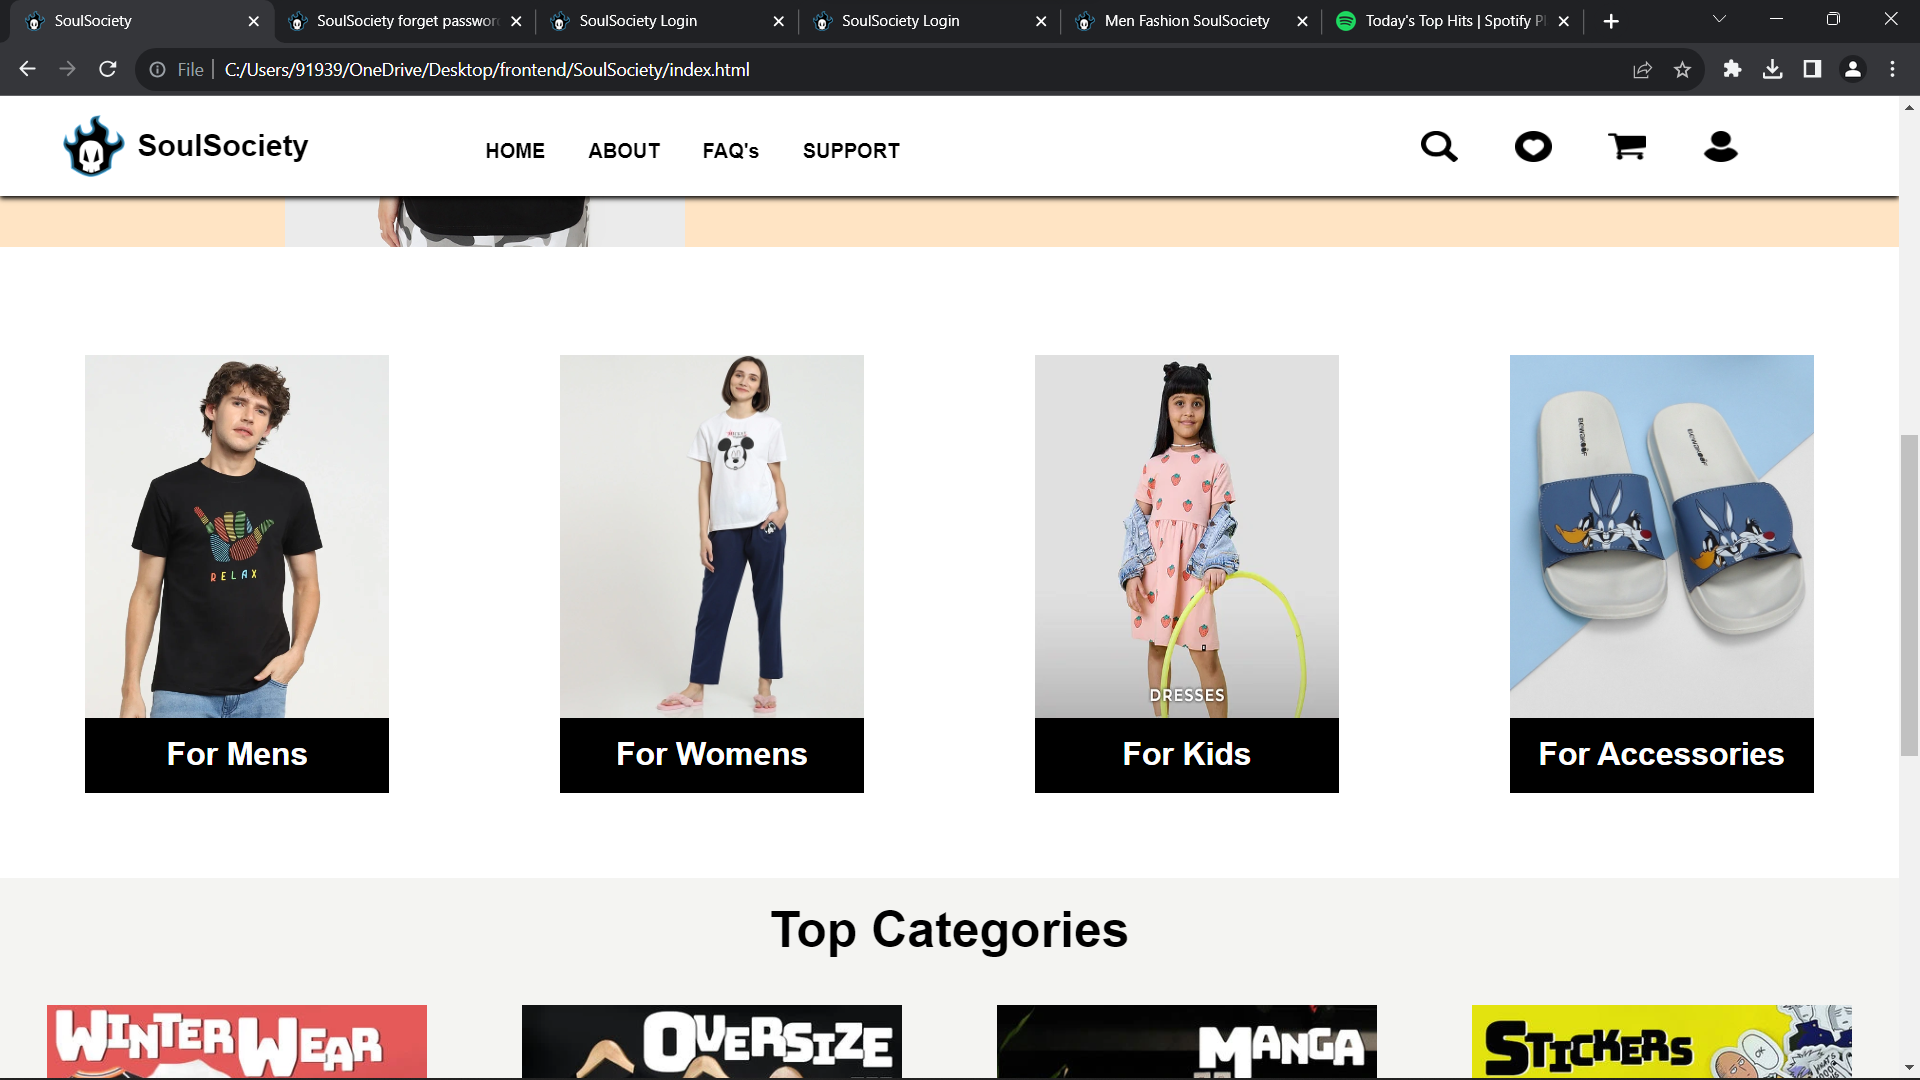 SoulSociety
SoulSociety forget passwor
SoulSociety Login
SoulSociety Login
Men Fashion SoulSociety
Today's Top Hits | Spotify Pl
File
C:/Users/91939/OneDrive/Desktop/frontend/SoulSociety/index.html
SoulSociety
HOME
ABOUT
FAQ's
SUPPORT
RELAX
DRESSES
For Mens
For Womens
For Kids
For Accessories
Top Categories
WINTER WEAR
OVERSIZE
MANGA
STICKERS
OK